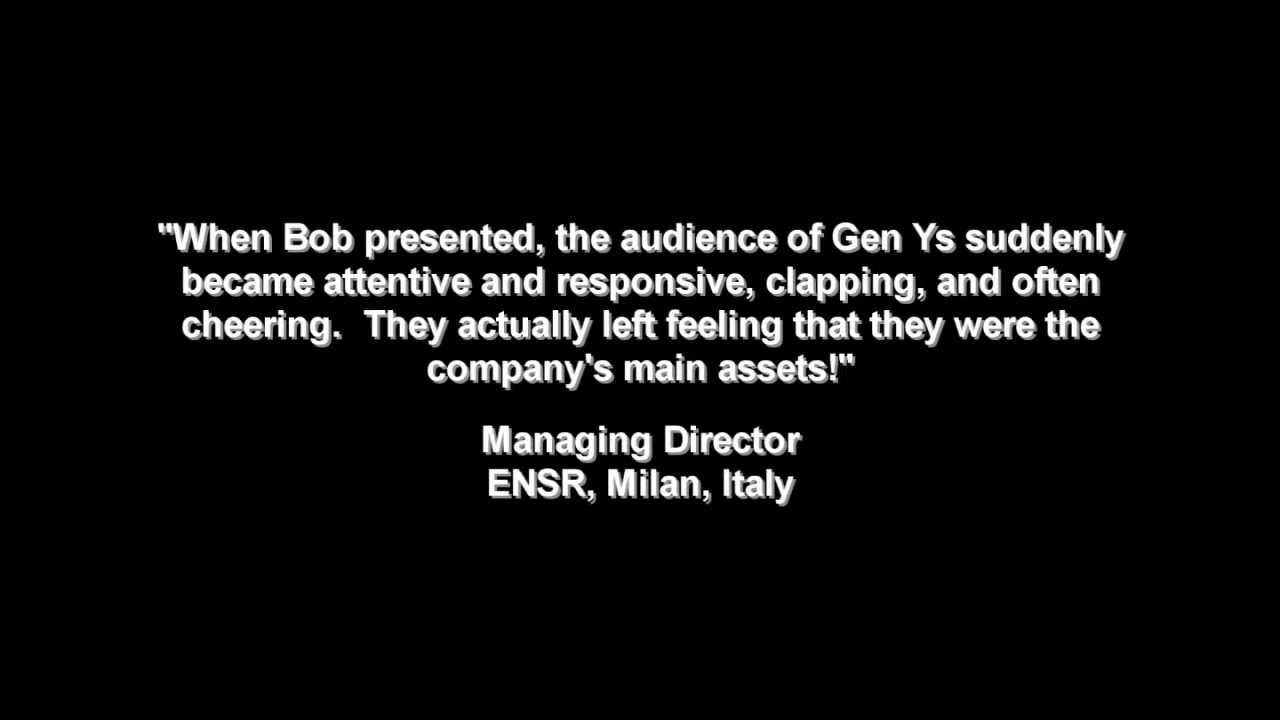 "When Bob presented, the audience of Gen Ys suddenly
became attentive and responsive, clapping, and often
cheering.  They actually left feeling that they were the
company's main assets!"
Managing Director
ENSR, Milan, Italy